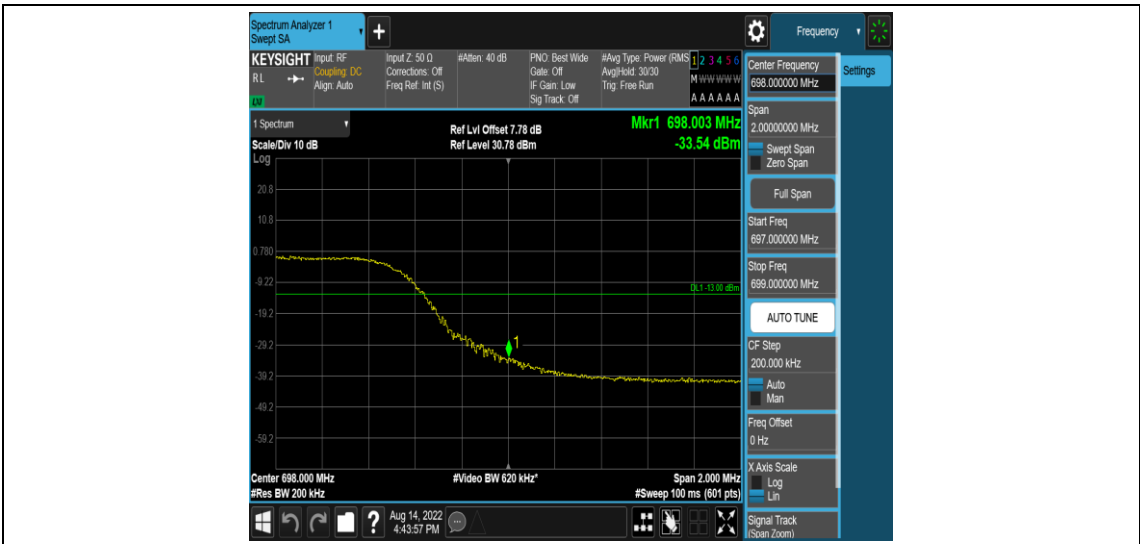 Spectrum Analyzer 1
Swept SA
+
Frequency
KEYSIGHT
RL
LXI
Input: RF
Coupling: DC
Align: Auto
Input Z: 50 Ω
Corrections: Off
Freq Ref: Int (S)
#Atten: 40 dB
PNO: Best Wide
Gate: Off
IF Gain: Low
Sig Track: Off
#Avg Type: Power (RMS
Avg|Hold: 30/30
Trig: Free Run
1 2 3 4 5 6
M W W W W W
A A A A A A
1 Spectrum
Scale/Div 10 dB
Log
Ref Lvl Offset 7.78 dB
Ref Level 30.78 dBm
Mkr1 698.003 MHz
-33.54 dBm
20.8
10.8
0.780
-9.22
DL1 -13.00 dBm
-19.2
-29.2
1
-39.2
-49.2
-59.2
Center 698.000 MHz
#Video BW 620 kHz*
Span 2.000 MHz
#Res BW 200 kHz
#Sweep 100 ms (601 pts)
?
Aug 14, 2022
4:43:57 PM
Center Frequency
698.000000 MHz
Settings
Span
2.00000000 MHz
Swept Span
Zero Span
Full Span
Start Freq
697.000000 MHz
Stop Freq
699.000000 MHz
AUTO TUNE
CF Step
200.000 kHz
Auto
Man
Freq Offset
0 Hz
X Axis Scale
Log
Lin
Signal Track
(Span Zoom)